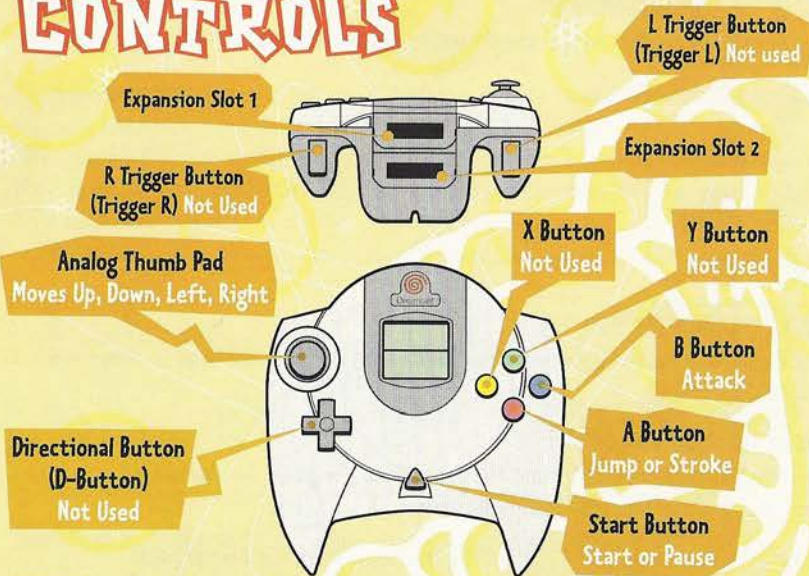 CONTROLS
L Trigger Button
(Trigger L) Not used
Expansion Slot 1
Expansion Slot 2
R Trigger Button
(Trigger R) Not Used
X Button
Not Used
Y Button
Not Used
Analog Thumb Pad
Moves Up, Down, Left, Right
Dreamcast
B Button
Attack
A Button
Jump or Stroke
Directional Button
(D-Button)
Not Used
Start Button
Start or Pause